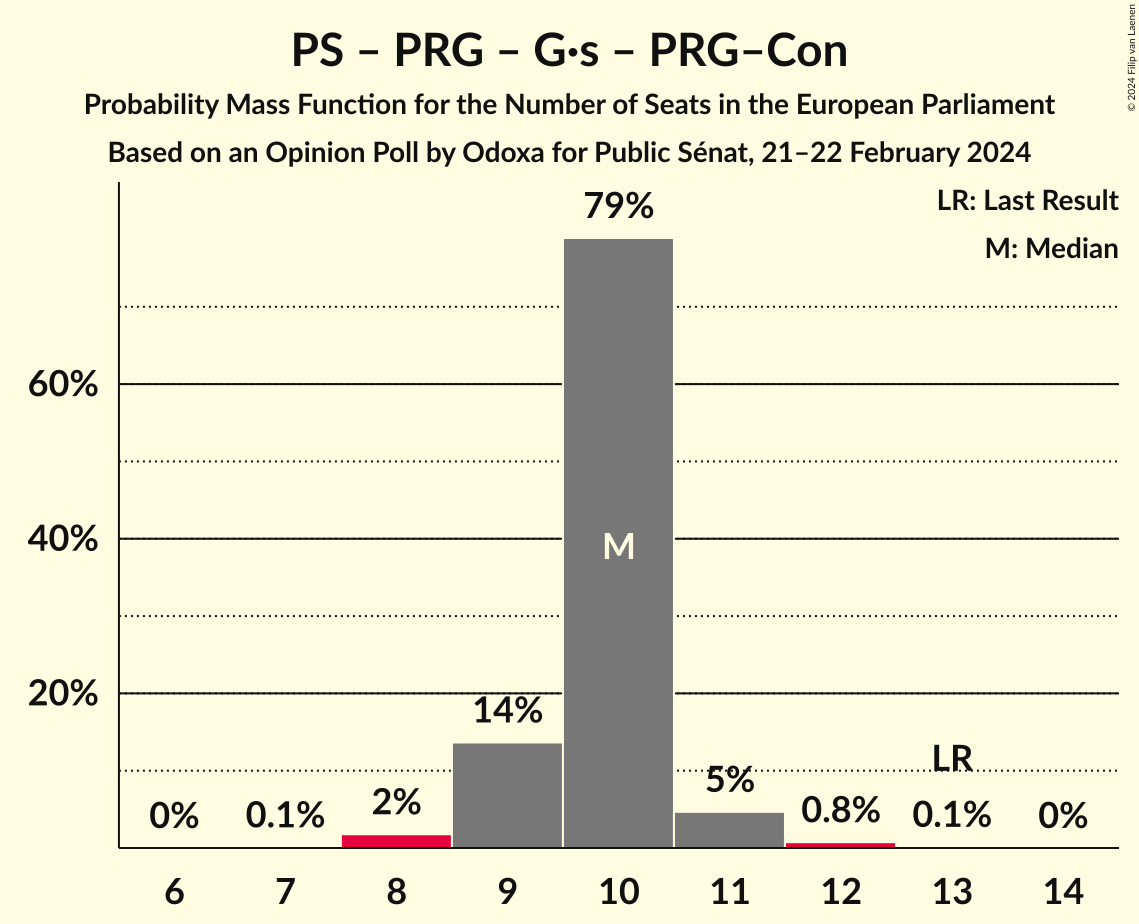 PS – PRG – G·s – PRG–Con
Probability Mass Function for the Number of Seats in the European Parliament
Based on an Opinion Poll by Odoxa for Public Sénat, 21–22 February 2024
© 2024 Filip van Laenen
LR: Last Result
M: Median
79%
60%
40%
M
20%
14%
LR
5%
2%
0.8%
0% 0.1% 0.1% 0%
6 7 8 9 10 11 12 13 14